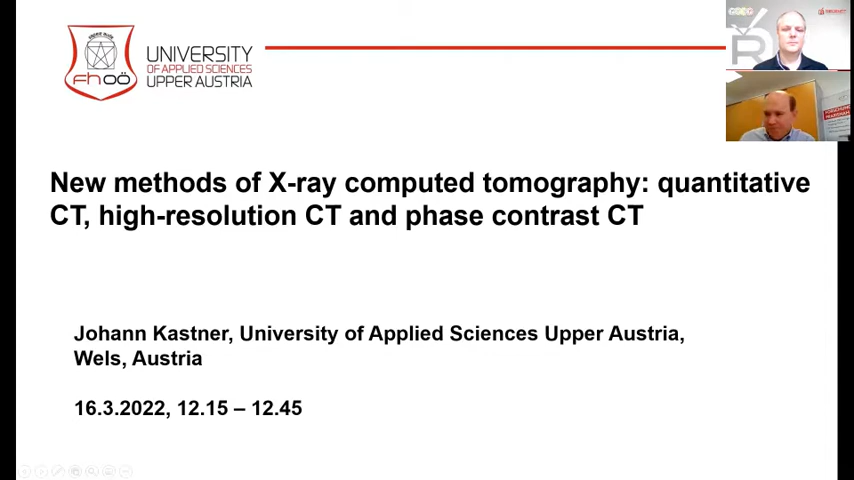 UNIVERSITY
OF APPLIED SCIENCES
UPPER AUSTRIA
fh oö
New methods of X-ray computed tomography: quantitative
CT, high-resolution CT and phase contrast CT
Johann Kastner, University of Applied Sciences Upper Austria,
Wels, Austria
16.3.2022, 12.15 – 12.45
R